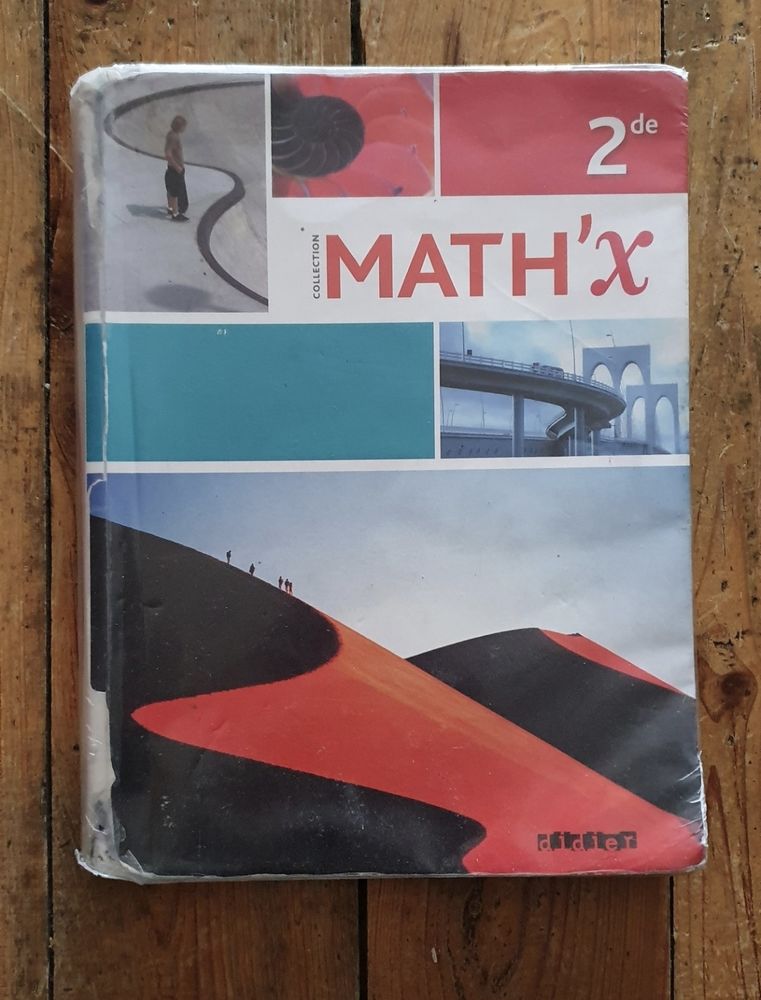 2de
COLLECTION
MATH'x
didier